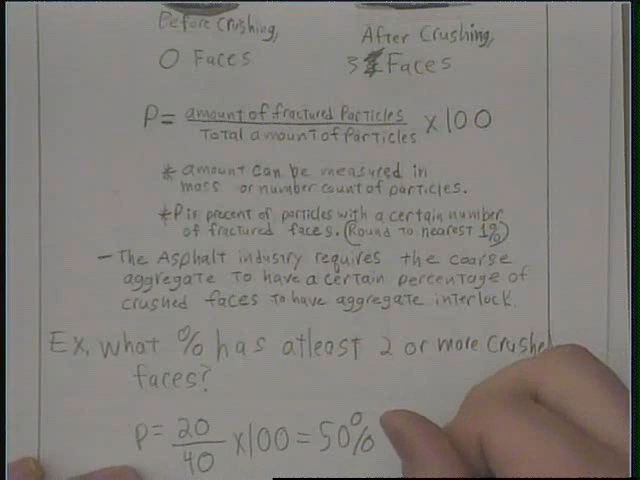 Before Crushing,
0 Faces
After Crushing,
3 Faces
P = amount of fractured Particles / Total amount of Particles × 100
* amount can be measured in
mass or number count of particles.
* P is precent of particles with a certain number
of fractured faces. (Round to nearest 1%)
- The Asphalt industry requires the coarse
aggregate to have a certain percentage of
crushed faces to have aggregate interlock.
Ex. what % has atleast 2 or more crushe
faces?
P = 20 / 40 × 100 = 50%